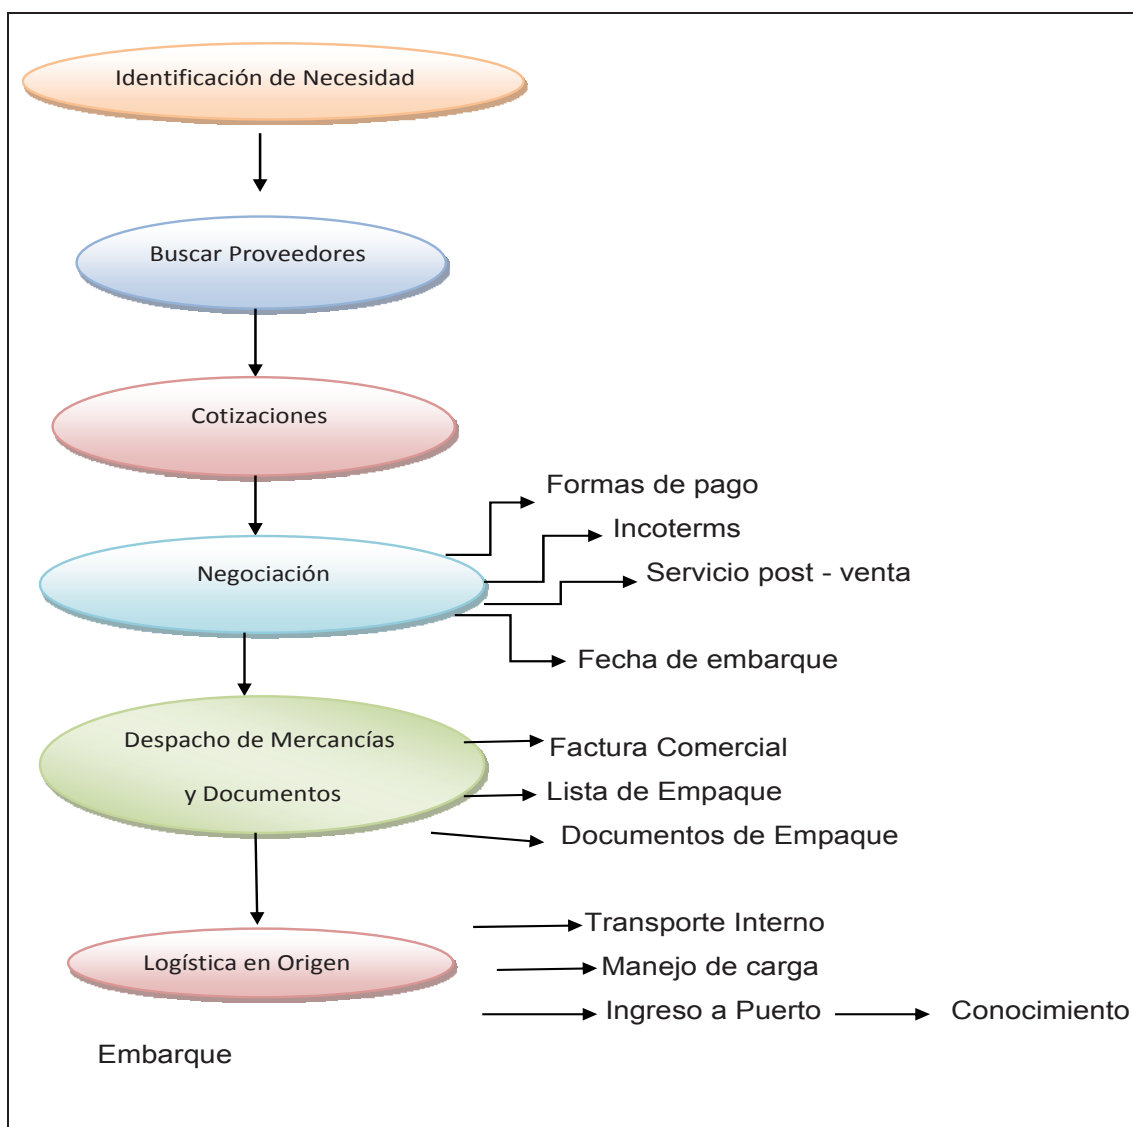 Identificación de Necesidad
Buscar Proveedores
Cotizaciones
Formas de pago
Incoterms
Negociación
Servicio post - venta
Fecha de embarque
Despacho de Mercancías
y Documentos
Factura Comercial
Lista de Empaque
Documentos de Empaque
Transporte Interno
Logística en Origen
Manejo de carga
Ingreso a Puerto
Conocimiento
Embarque